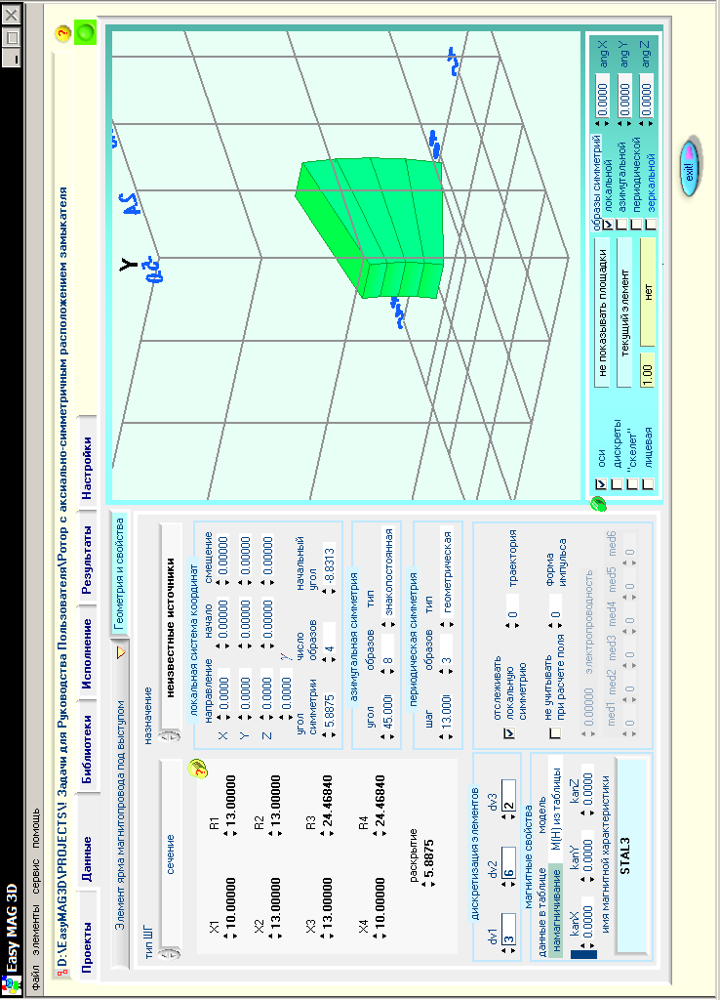 Easy MAG 3D
файл элементы сервис помощь
D:\EasyMAG3D\PROJECTS\! Задачи для Руководства Пользователя\Ротор с аксиально-симметричным расположением замыкателя
Проекты Данные Библиотеки Исполнение Результаты Настройки
Элемент ярма магнитопровода под выступом Геометрия и свойства
тип ШГ
сечение
назначение
неизвестные источники
X1 R1
10.00000 13.00000
X2 R2
13.00000 13.00000
X3 R3
13.00000 24.46840
X4 R4
10.00000 24.46840
раскрытие
5.8875
локальная система координат
направление начало смещение
X 0.0000 0.00000 0.00000
Y 0.0000 0.00000 0.00000
Z 0.0000 0.00000 0.00000
0.0000 γ
угол симметрии число образов начальный угол
5.8875 4 -8.8313
азимутальная симметрия
угол образов тип
45.000 8 знакопостоянная
периодическая симметрия
шаг образов тип
13.000 3 геометрическая
дискретизация элементов
dv1 dv2 dv3
3 6 2
магнитные свойства
данные в таблице модель
намагничивание M(H) из таблицы
kanX kanY kanZ
0.0000 0.0000 0.0000
имя магнитной характеристики
STAL3
отслеживать локальную симметрию
0 траектория
не учитывать при расчете поля
0 форма импульса
0.00000 электропроводность
med1 med2 med3 med4 med5 med6
0 0 0 0 0 0
Y
24
оси
дискреты
"скелет"
лицевая
не показывать площадки
текущий элемент
1.00 нет
образы симметрий
локальной
азимутальной
периодической
зеркальной
0.0000 ang X
0.0000 ang Y
0.0000 ang Z
exit!